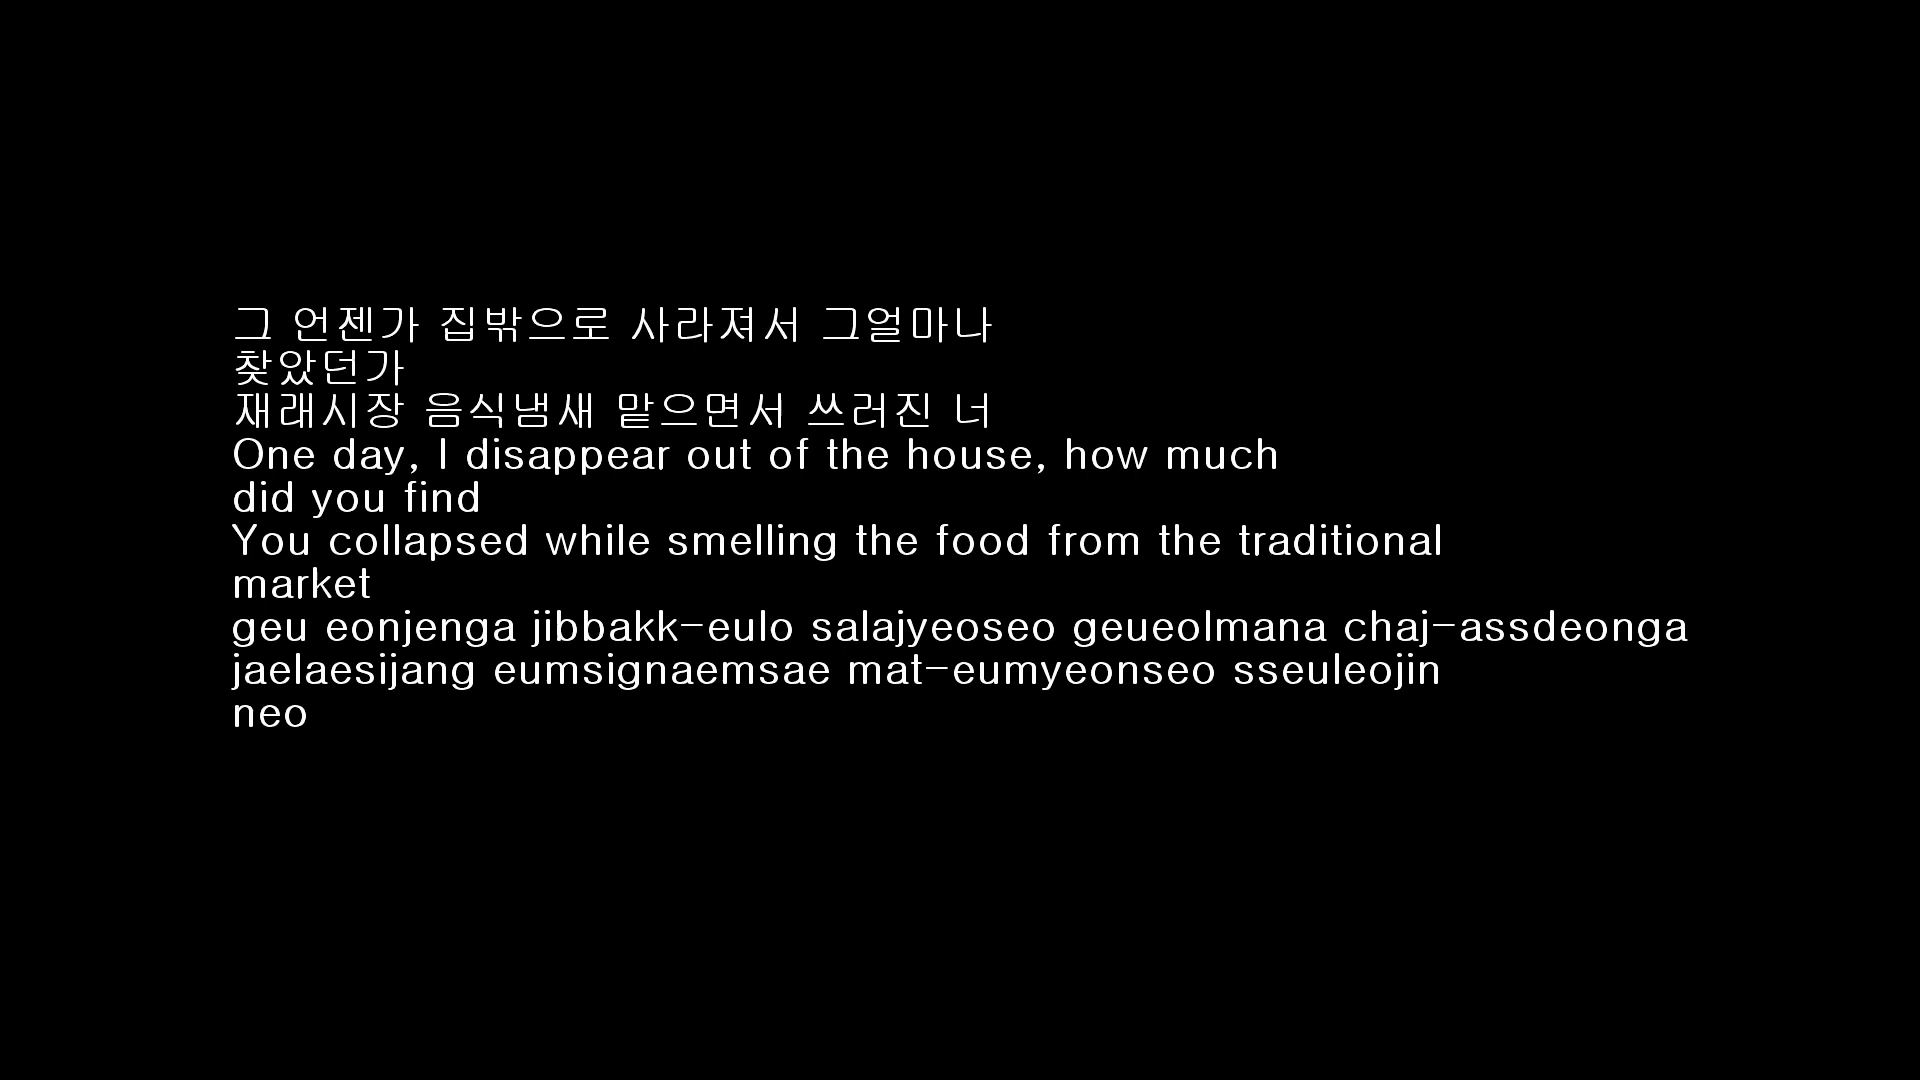 그 언젠가 집밖으로 사라져서 그얼마나
찾았던가
재래시장 음식냄새 맡으면서 쓰러진 너
One day, I disappear out of the house, how much
did you find
You collapsed while smelling the food from the traditional
market
geu eonjenga jibbakk-eulo salajyeoseo geueolmana chaj-assdeonga
jaelaesijang eumsignaemsae mat-eumyeonseo sseuleojin
neo